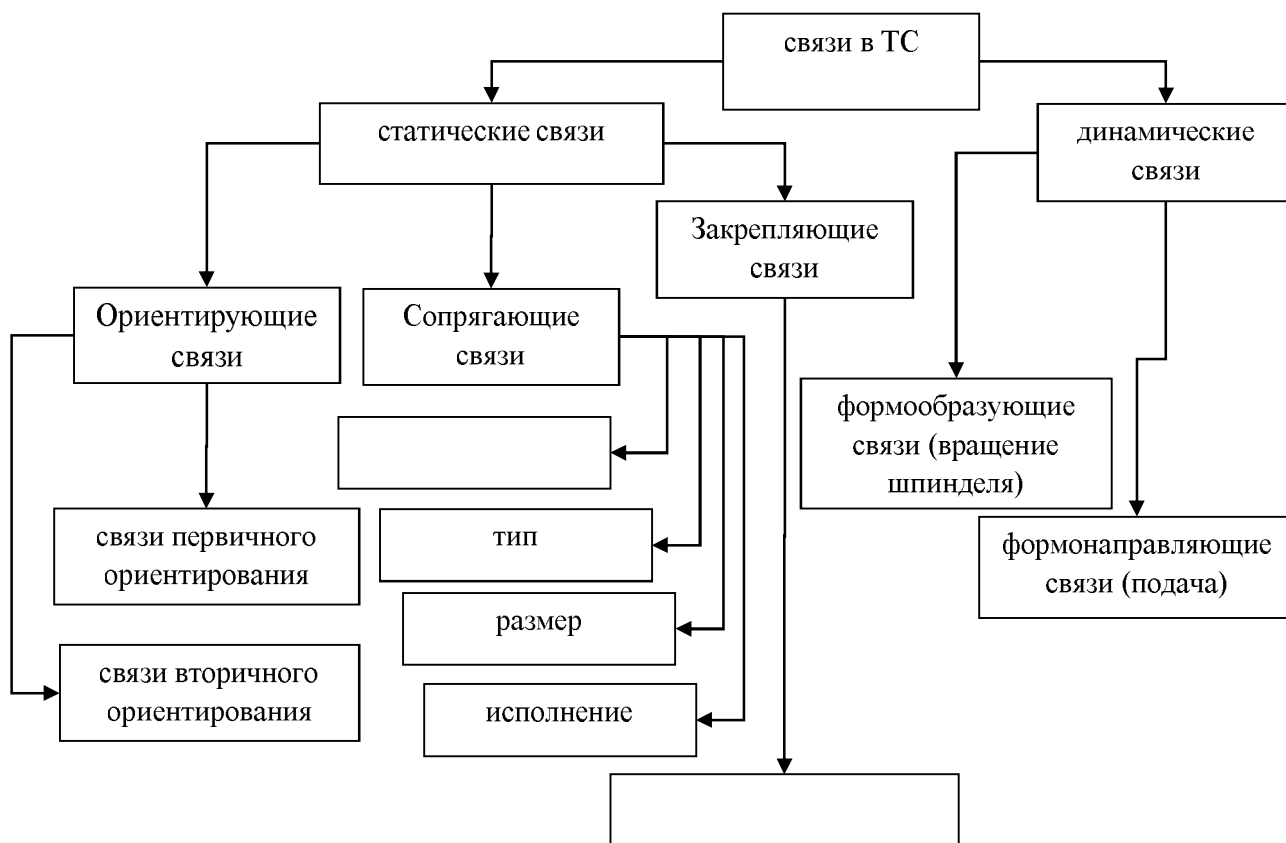 связи в ТС
статические связи
динамические
связи
Закрепляющие
связи
Ориентирующие
связи
Сопрягающие
связи
формообразующие
связи (вращение
шпинделя)
связи первичного
ориентирования
тип
формонаправляющие
связи (подача)
размер
связи вторичного
ориентирования
исполнение